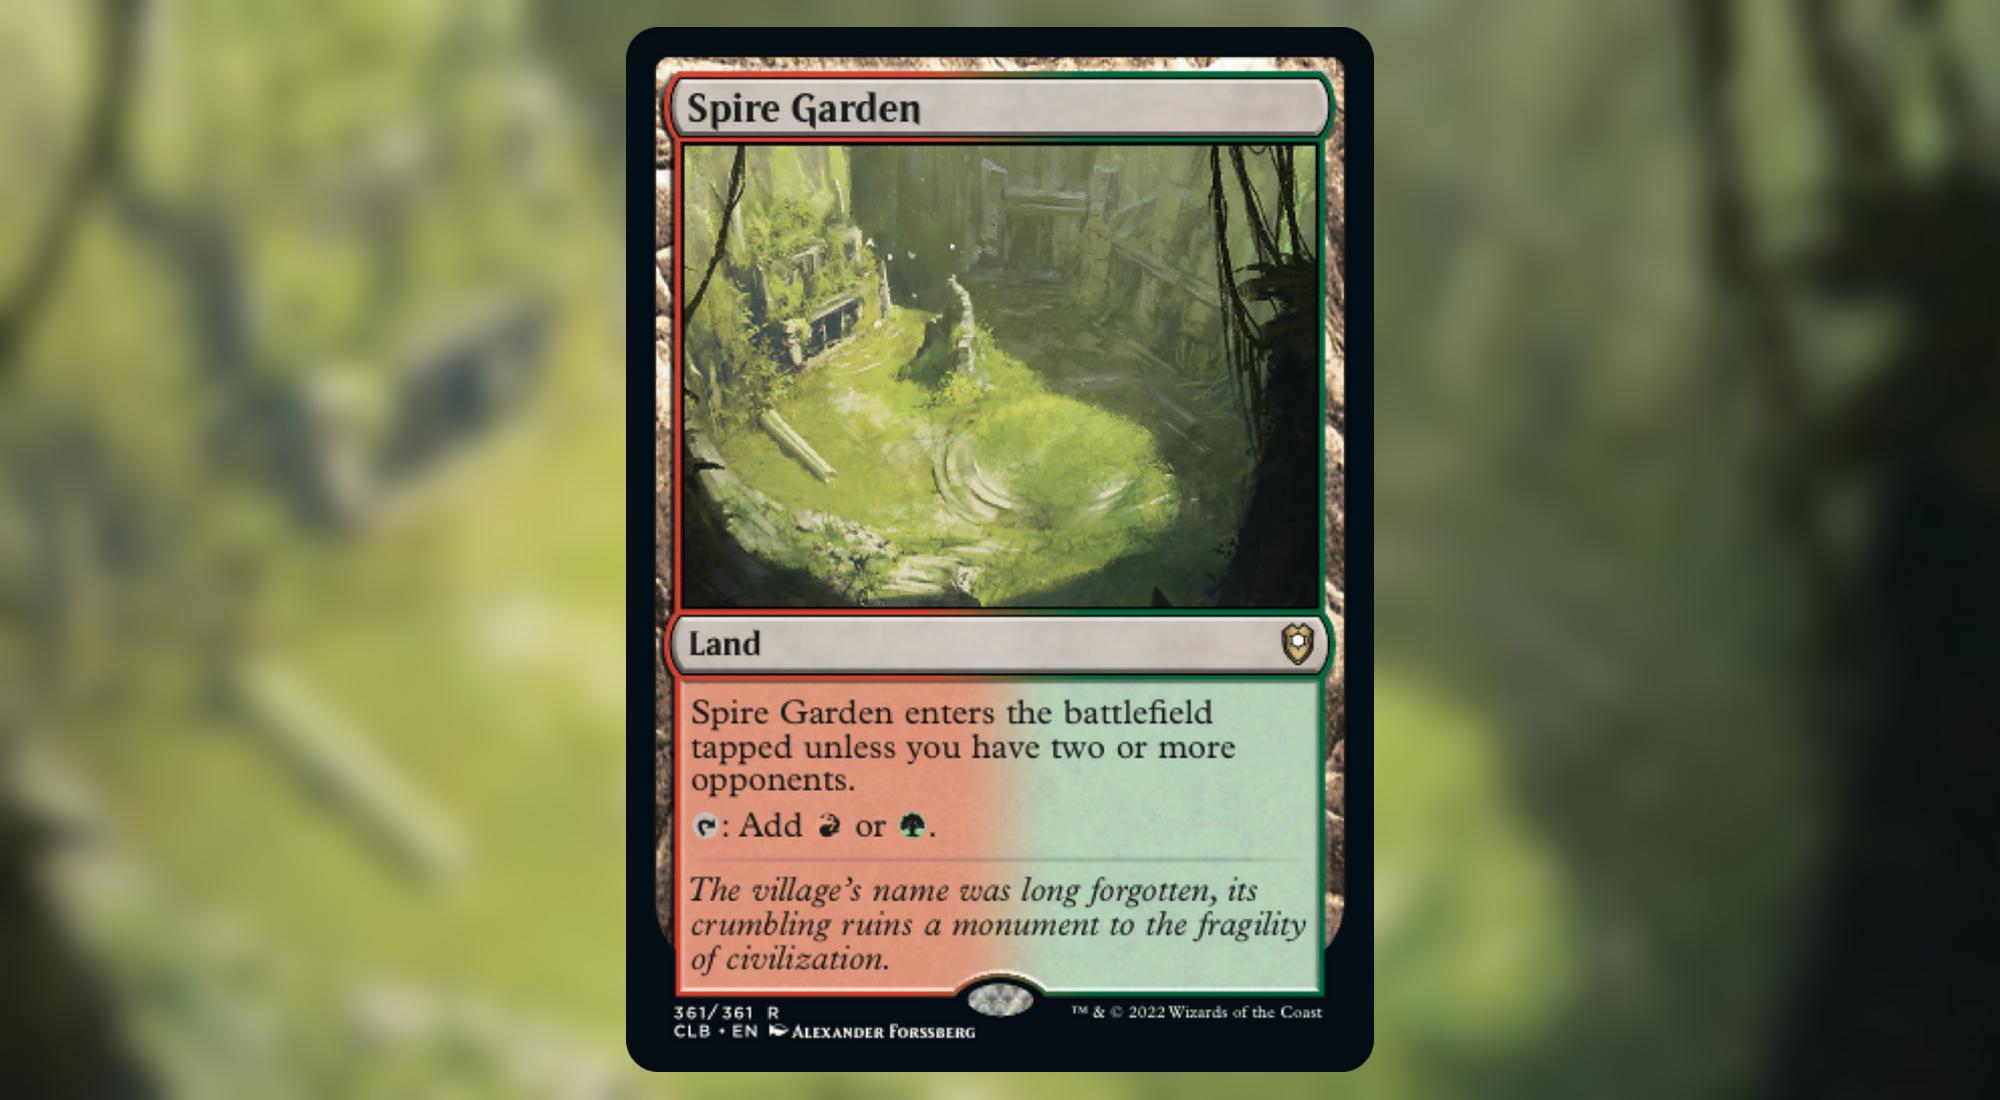 Spire Garden
Land
Spire Garden enters the battlefield
tapped unless you have two or more
opponents.
: Add or .
The village’s name was long forgotten, its
crumbling ruins a monument to the fragility
of civilization.
361/361 R
™ & © 2022 Wizards of the Coast
CLB • EN ALEXANDER FORSSBERG